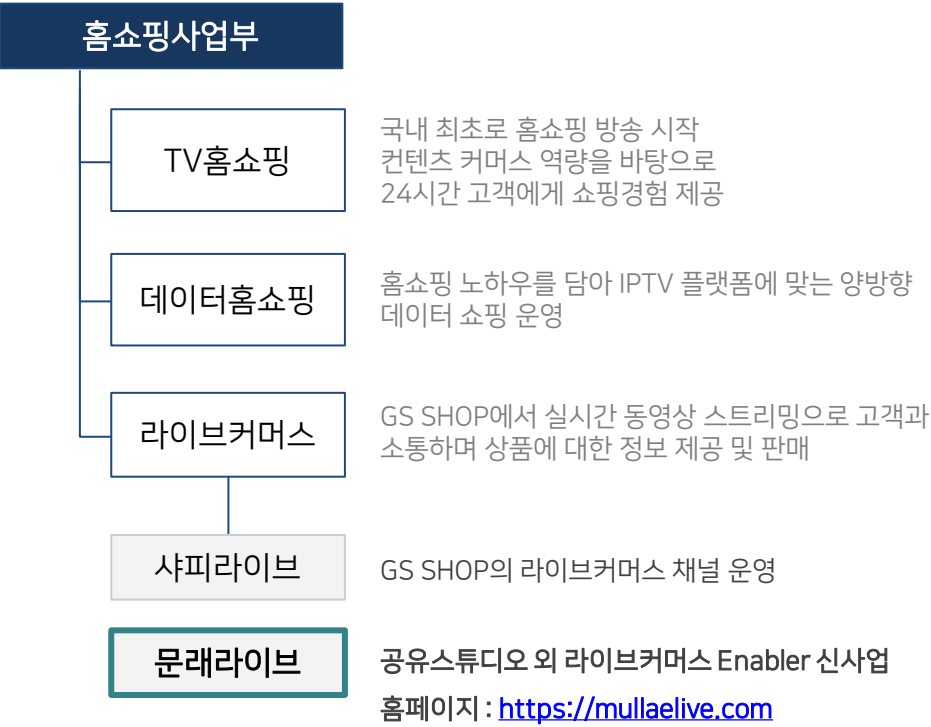 홈쇼핑사업부
TV홈쇼핑
국내 최초로 홈쇼핑 방송 시작
컨텐츠 커머스 역량을 바탕으로
24시간 고객에게 쇼핑경험 제공
데이터홈쇼핑
홈쇼핑 노하우를 담아 IPTV 플랫폼에 맞는 양방향
데이터 쇼핑 운영
라이브커머스
GS SHOP에서 실시간 동영상 스트리밍으로 고객과
소통하며 상품에 대한 정보 제공 및 판매
샤피라이브
GS SHOP의 라이브커머스 채널 운영
문래라이브
공유스튜디오 외 라이브커머스 Enabler 신사업
홈페이지 : https://mullaelive.com